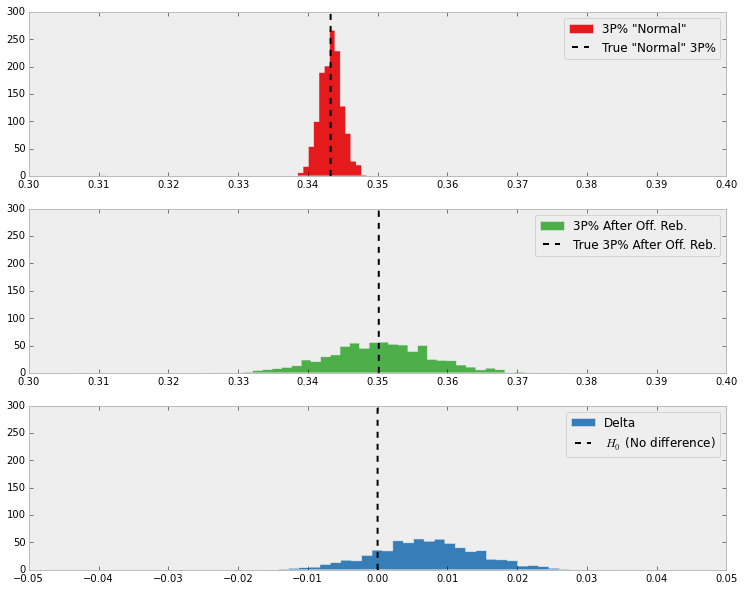 300
250
200
150
100
50
0
3P% "Normal"
True "Normal" 3P%
0.30 0.31 0.32 0.33 0.34 0.35 0.36 0.37 0.38 0.39 0.40
300
250
200
150
100
50
0
3P% After Off. Reb.
True 3P% After Off. Reb.
0.30 0.31 0.32 0.33 0.34 0.35 0.36 0.37 0.38 0.39 0.40
300
250
200
150
100
50
0
Delta
H₀ (No difference)
−0.05 −0.04 −0.03 −0.02 −0.01 0.00 0.01 0.02 0.03 0.04 0.05